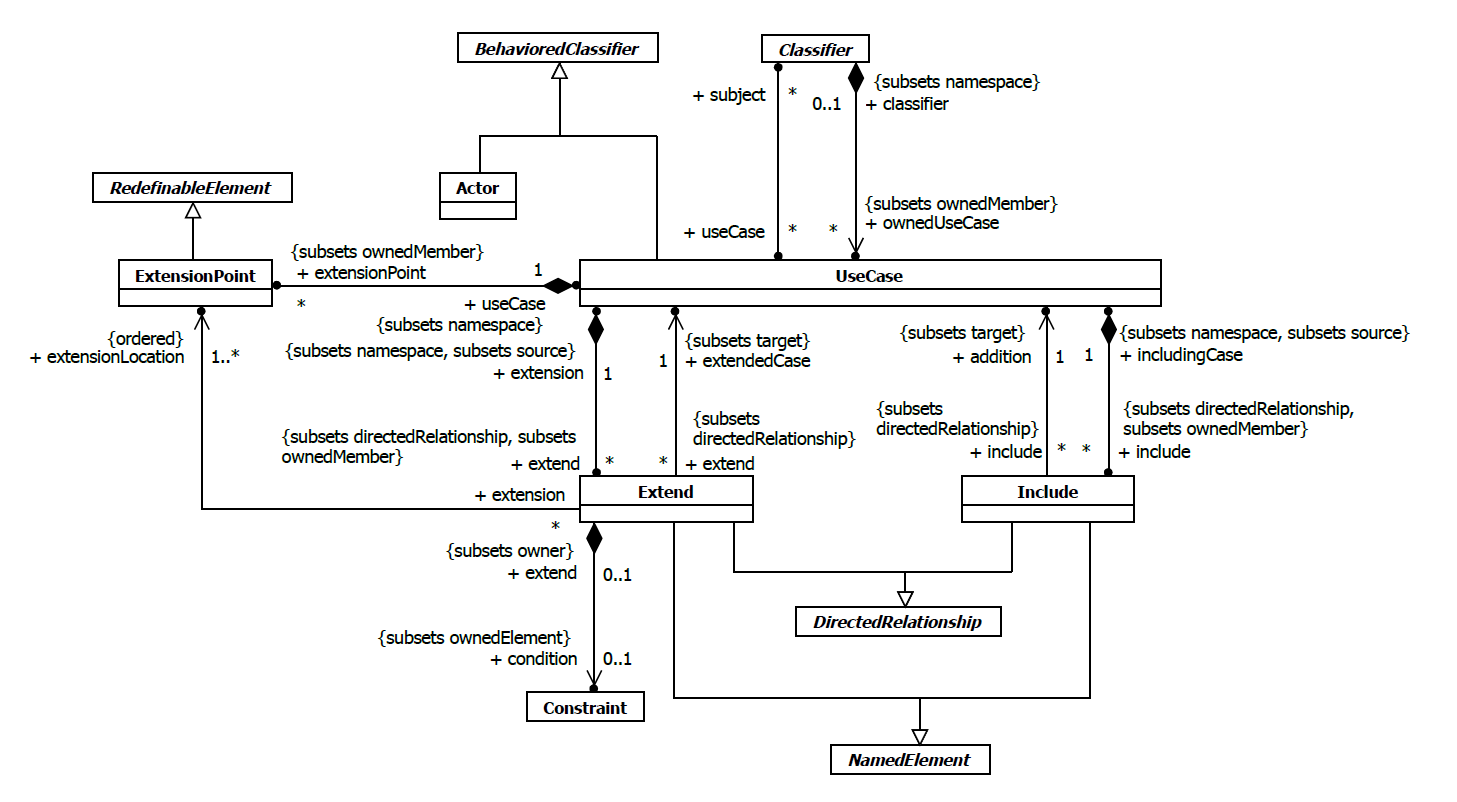 BehavioredClassifier
Classifier
{subsets namespace}
+ subject
*
0..1
+ classifier
RedefinableElement
Actor
{subsets ownedMember}
+ ownedUseCase
+ useCase
*
*
{subsets ownedMember}
+ extensionPoint
1
ExtensionPoint
UseCase
*
+ useCase
{subsets namespace}
{ordered}
+ extensionLocation
1..*
{subsets namespace, subsets source}
+ extension
1
{subsets target}
+ extendedCase
1
{subsets target}
+ addition
1
{subsets namespace, subsets source}
+ includingCase
1
{subsets directedRelationship, subsets
ownedMember}
+ extend
*
{subsets
directedRelationship}
+ extend
*
{subsets
directedRelationship}
+ include
*
{subsets directedRelationship,
subsets ownedMember}
+ include
*
+ extension
*
Extend
Include
{subsets owner}
+ extend
0..1
DirectedRelationship
{subsets ownedElement}
+ condition
0..1
Constraint
NamedElement